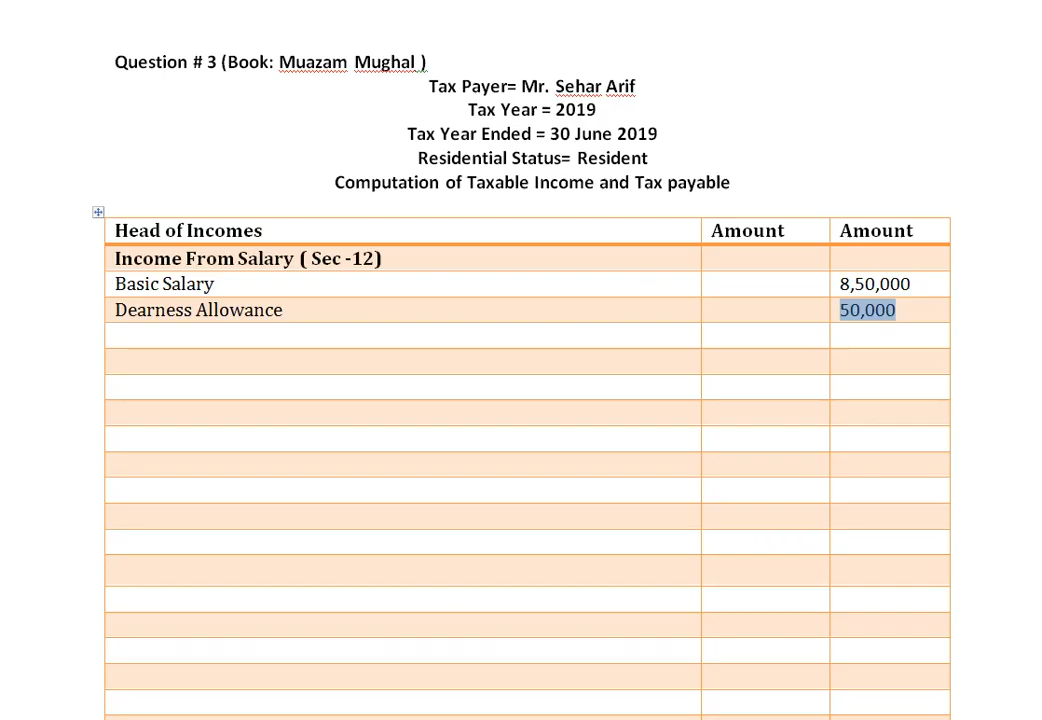 Question # 3 (Book: Muazam Mughal )
Tax Payer= Mr. Sehar Arif
Tax Year = 2019
Tax Year Ended = 30 June 2019
Residential Status= Resident
Computation of Taxable Income and Tax payable
Head of Incomes Amount Amount
Income From Salary ( Sec -12)
Basic Salary 8,50,000
Dearness Allowance 50,000